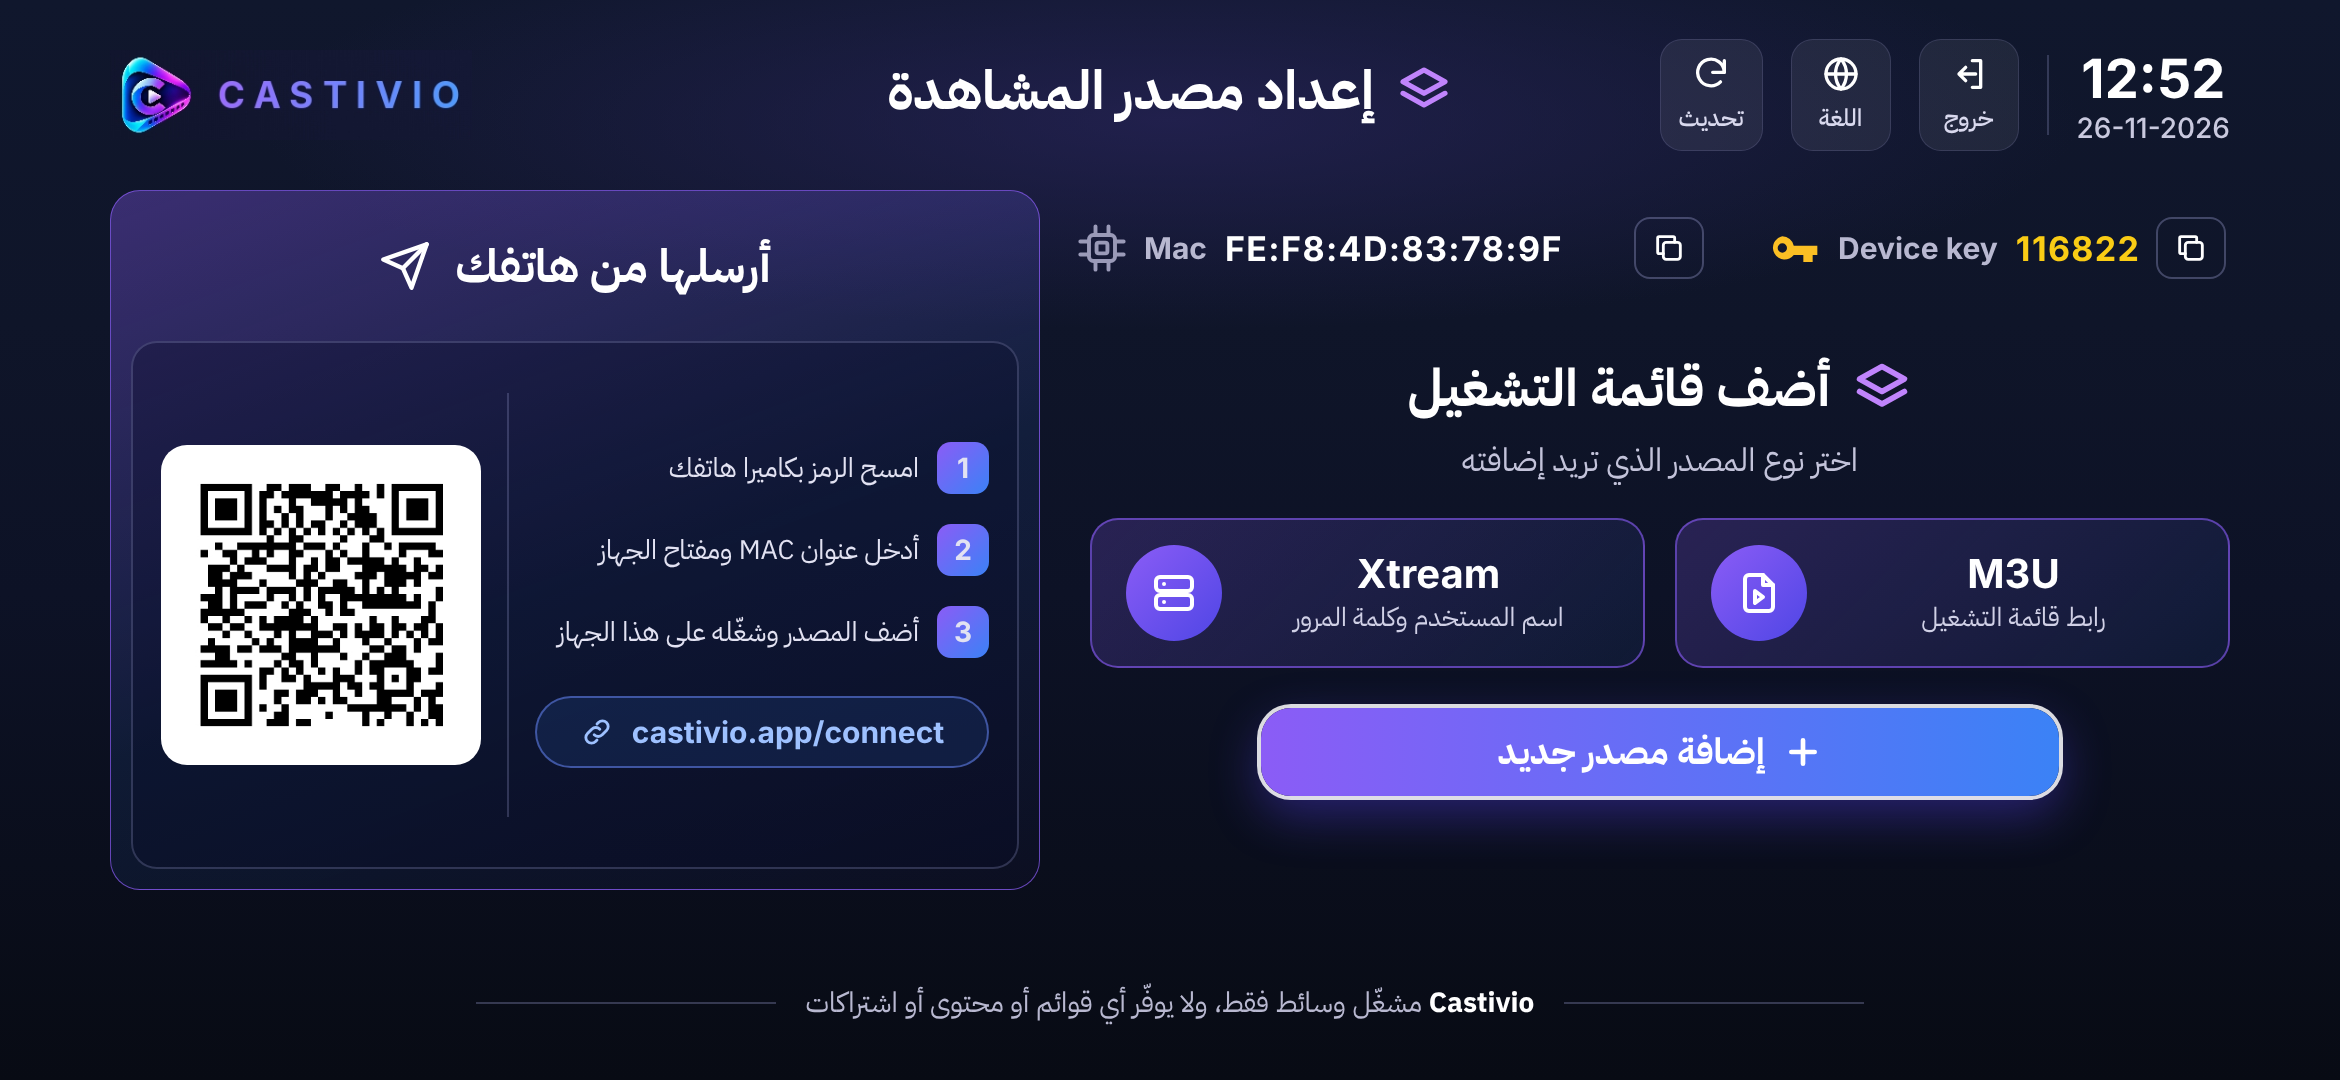 12:52
26-11-2026
خروج
اللغة
تحديث
إعداد مصدر المشاهدة
CASTIVIO
Mac FE:F8:4D:83:78:9F
Device key 116822
أضف قائمة التشغيل
اختر نوع المصدر الذي تريد إضافته
M3U
رابط قائمة التشغيل
Xtream
اسم المستخدم وكلمة المرور
إضافة مصدر جديد
أرسلها من هاتفك
1 امسح الرمز بكاميرا هاتفك
2 أدخل عنوان MAC ومفتاح الجهاز
3 أضف المصدر وشغّله على هذا الجهاز
castivio.app/connect
Castivio مشغّل وسائط فقط، ولا يوفّر أي قوائم أو محتوى أو اشتراكات